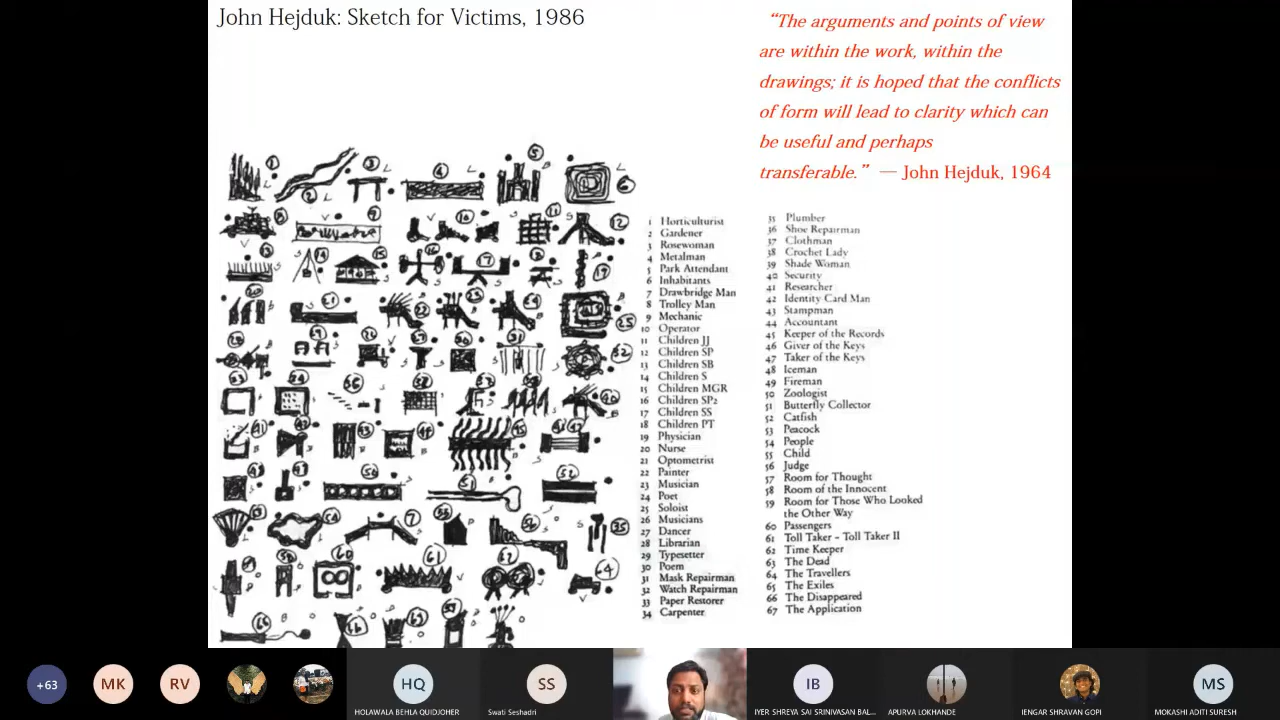 John Hejduk: Sketch for Victims, 1986
“The arguments and points of view
are within the work, within the
drawings; it is hoped that the conflicts
of form will lead to clarity which can
be useful and perhaps
transferable.” — John Hejduk, 1964
1 Horticulturist
2 Gardener
3 Rosewoman
4 Metalman
5 Park Attendant
6 Inhabitants
7 Drawbridge Man
8 Trolley Man
9 Mechanic
10 Operator
11 Children JJ
12 Children SP
13 Children SB
14 Children S
15 Children MGR
16 Children SP2
17 Children SS
18 Children PT
19 Physician
20 Nurse
21 Optometrist
22 Painter
23 Musician
24 Poet
25 Soloist
26 Musicians
27 Dancer
28 Librarian
29 Typesetter
30 Poem
31 Mask Repairman
32 Watch Repairman
33 Paper Restorer
34 Carpenter
35 Plumber
36 Shoe Repairman
37 Clothman
38 Crochet Lady
39 Shade Woman
40 Security
41 Researcher
42 Identity Card Man
43 Stampman
44 Accountant
45 Keeper of the Records
46 Giver of the Keys
47 Taker of the Keys
48 Iceman
49 Fireman
50 Zoologist
51 Butterfly Collector
52 Catfish
53 Peacock
54 People
55 Child
56 Judge
57 Room for Thought
58 Room of the Innocent
59 Room for Those Who Looked
the Other Way
60 Passengers
61 Toll Taker - Toll Taker II
62 Time Keeper
63 The Dead
64 The Travellers
65 The Exiles
66 The Disappeared
67 The Application
+63
MK
RV
HQ
HOLAWALA BEHLA QUIDJOHER
SS
Swati Seshadri
IB
IYER SHREYA SAI SRINIVASAN BAL...
APURVA LOKHANDE
IENGAR SHRAVAN GOPI
MS
MOKASHI ADITI SURESH